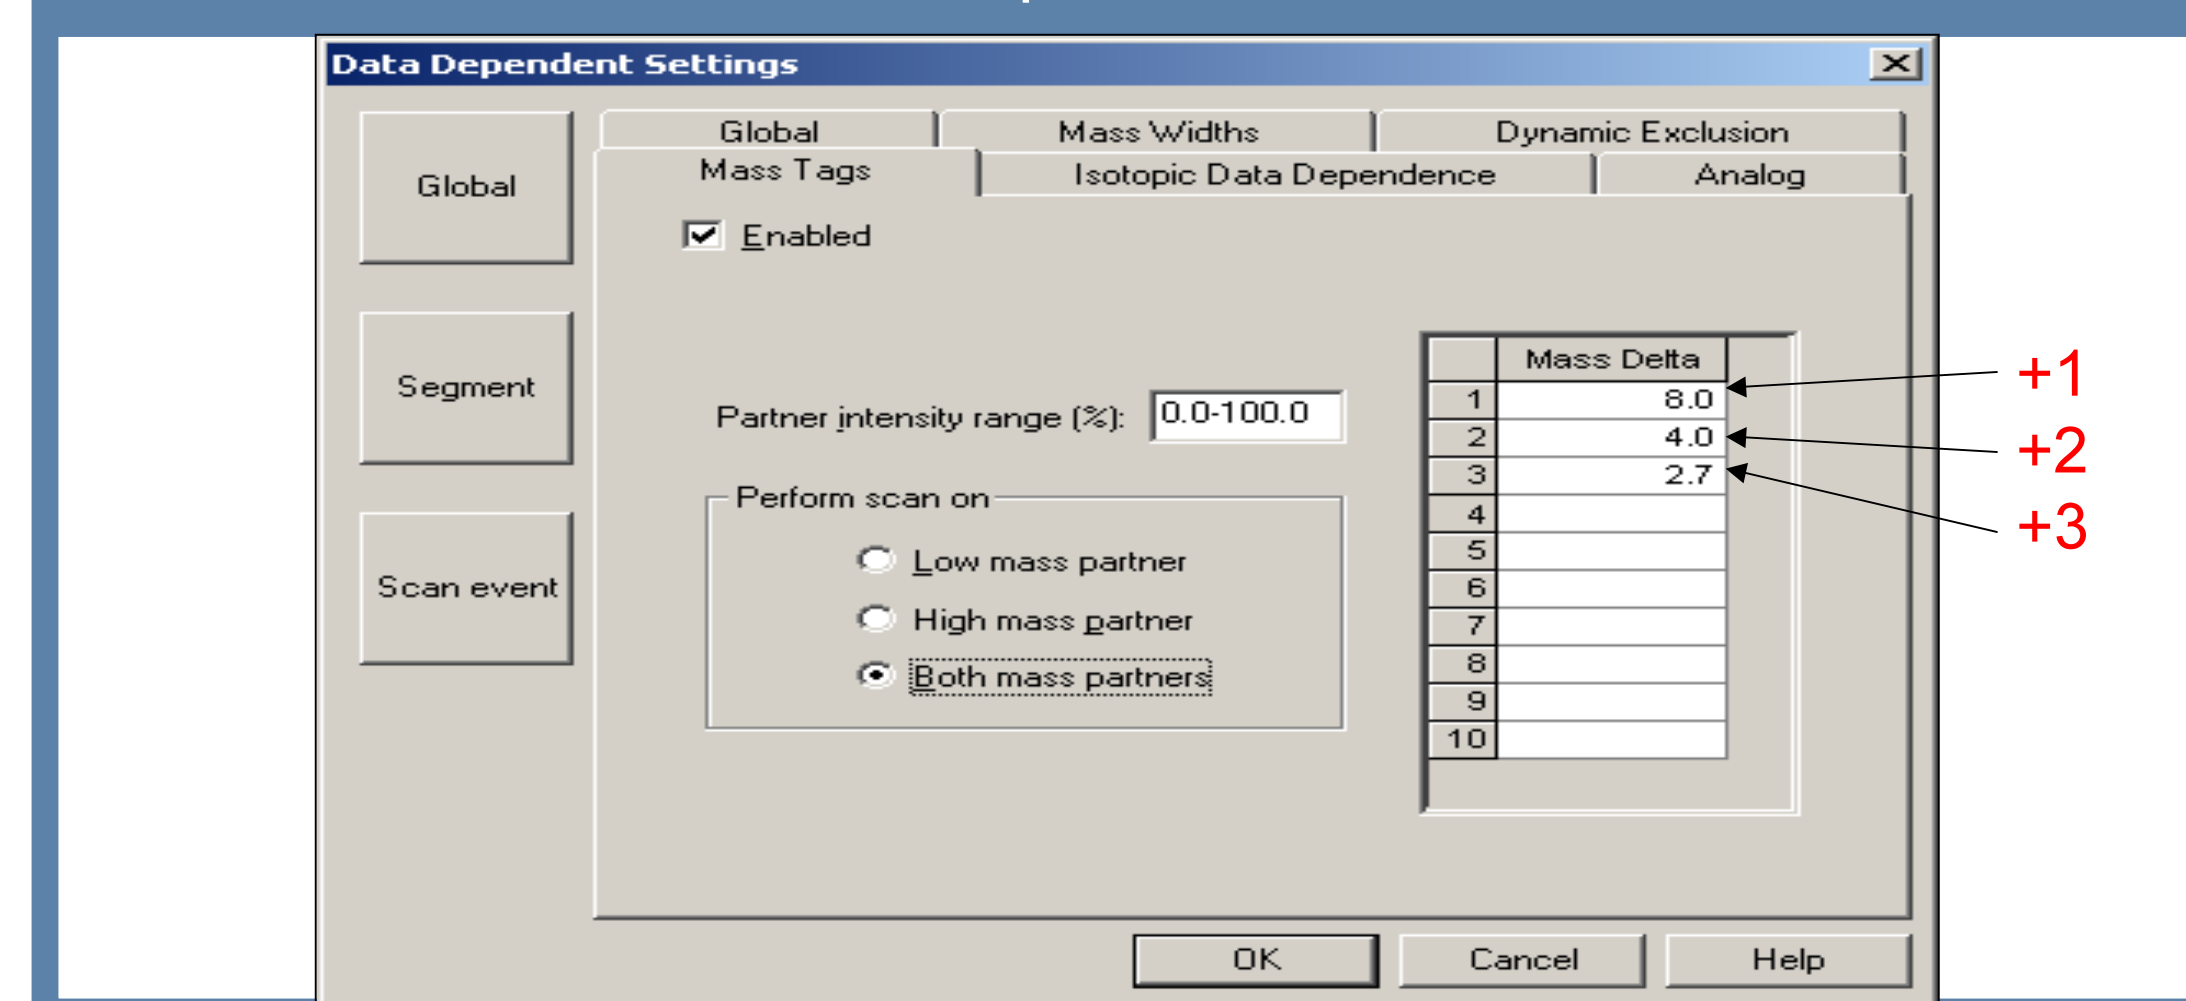 Data Dependent Settings
Global
Segment
Scan event
Global
Mass Widths
Dynamic Exclusion
Mass Tags
Isotopic Data Dependence
Analog
Enabled
Partner intensity range (%): 0.0-100.0
Perform scan on
Low mass partner
High mass partner
Both mass partners
Mass Delta
1 8.0
2 4.0
3 2.7
4
5
6
7
8
9
10
+1
+2
+3
OK
Cancel
Help